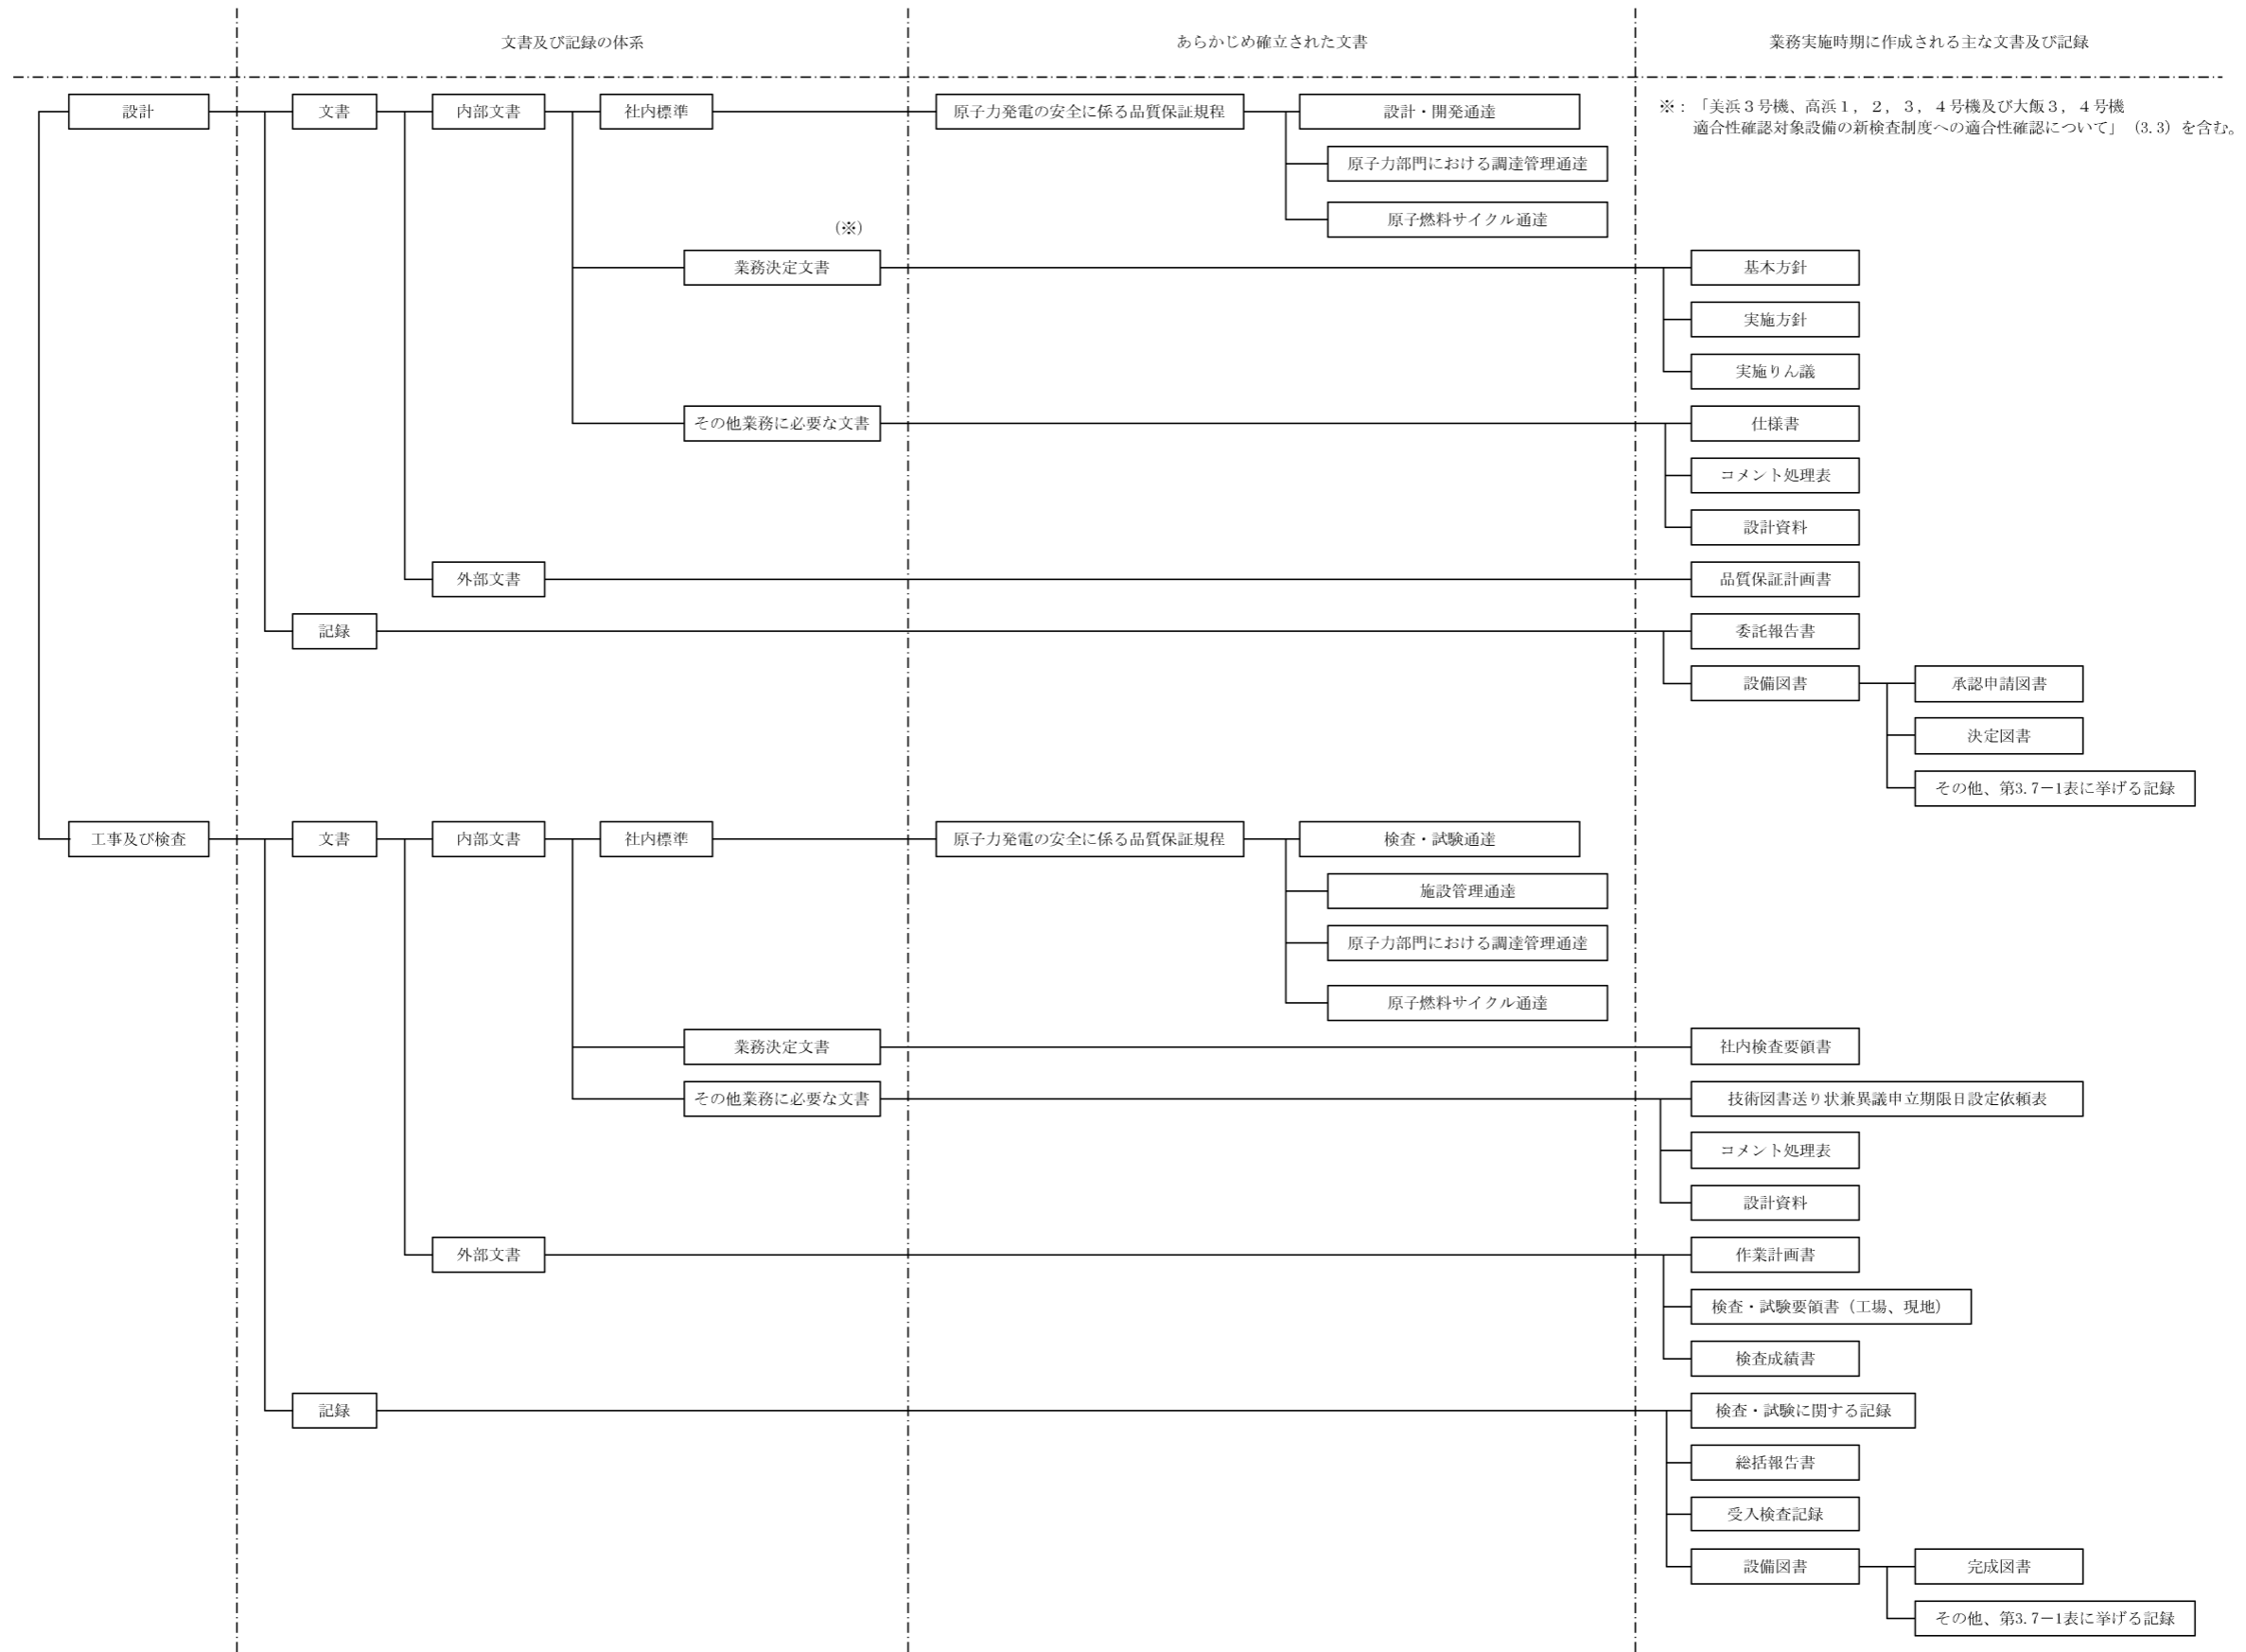 文書及び記録の体系
あらかじめ確立された文書
業務実施時期に作成される主な文書及び記録
設計
文書
内部文書
社内標準
原子力発電の安全に係る品質保証規程
設計・開発通達
※:「美浜3号機、高浜1,2,3,4号機及び大飯3,4号機
適合性確認対象設備の新検査制度への適合性確認について」(3.3)を含む。
原子力部門における調達管理通達
原子燃料サイクル通達
(※)
業務決定文書
基本方針
実施方針
実施りん議
その他業務に必要な文書
仕様書
コメント処理表
設計資料
外部文書
品質保証計画書
記録
委託報告書
設備図書
承認申請図書
決定図書
その他、第3.7-1表に挙げる記録
工事及び検査
文書
内部文書
社内標準
原子力発電の安全に係る品質保証規程
検査・試験通達
施設管理通達
原子力部門における調達管理通達
原子燃料サイクル通達
業務決定文書
社内検査要領書
その他業務に必要な文書
技術図書送り状兼異議申立期限日設定依頼表
コメント処理表
設計資料
外部文書
作業計画書
検査・試験要領書(工場、現地)
検査成績書
記録
検査・試験に関する記録
総括報告書
受入検査記録
設備図書
完成図書
その他、第3.7-1表に挙げる記録